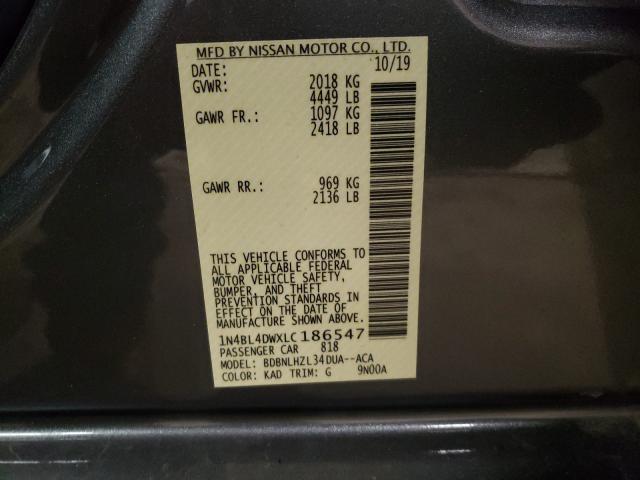 MFD BY NISSAN MOTOR CO., LTD.
DATE: 10/19
GVWR: 2018 KG
4449 LB
GAWR FR.: 1097 KG
2418 LB
GAWR RR.: 969 KG
2136 LB
THIS VEHICLE CONFORMS TO
ALL APPLICABLE FEDERAL
MOTOR VEHICLE SAFETY,
BUMPER, AND THEFT
PREVENTION STANDARDS IN
EFFECT ON THE DATE OF
MANUFACTURE SHOWN ABOVE.
1N4BL4DWXLC186547
PASSENGER CAR 818
MODEL: BDBNLHZL34DUA--ACA
COLOR: KAD TRIM: G 9N00A